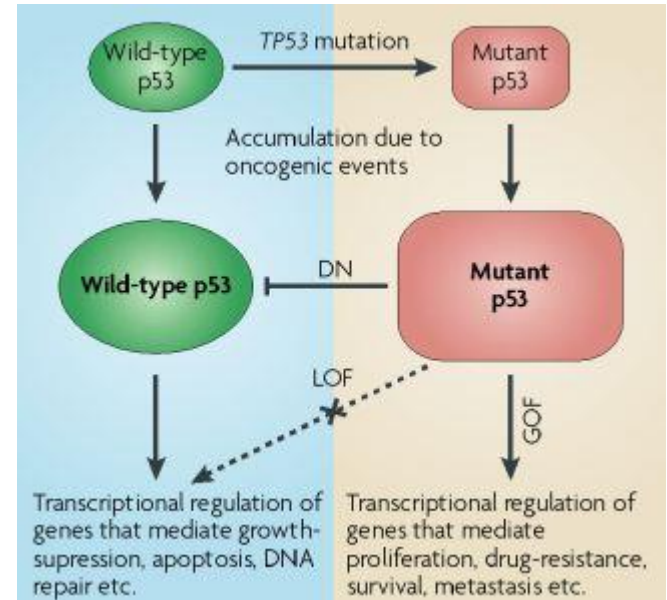 Wild-type
p53
TP53 mutation
Mutant
p53
Accumulation due to
oncogenic events
Wild-type p53
DN
Mutant
p53
LOF
GOF
Transcriptional regulation of
genes that mediate growth-
supression, apoptosis, DNA
repair etc.
Transcriptional regulation of
genes that mediate
proliferation, drug-resistance,
survival, metastasis etc.